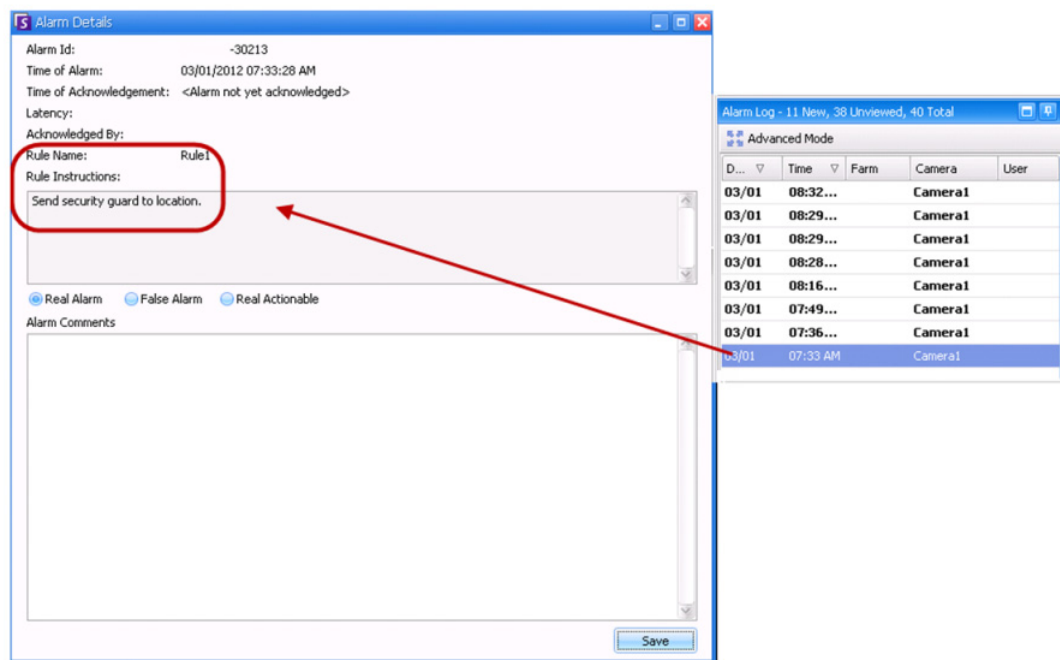 Alarm Details
Alarm Id: -30213
Time of Alarm: 03/01/2012 07:33:28 AM
Time of Acknowledgement: <Alarm not yet acknowledged>
Latency:
Acknowledged By:
Rule Name: Rule1
Rule Instructions:
Send security guard to location.
Real Alarm False Alarm Real Actionable
Alarm Comments
Save
Alarm Log - 11 New, 38 Unviewed, 40 Total
Advanced Mode
D... Time Farm Camera User
03/01 08:32... Camera1
03/01 08:29... Camera1
03/01 08:29... Camera1
03/01 08:28... Camera1
03/01 08:16... Camera1
03/01 07:49... Camera1
03/01 07:36... Camera1
03/01 07:33 AM Camera1